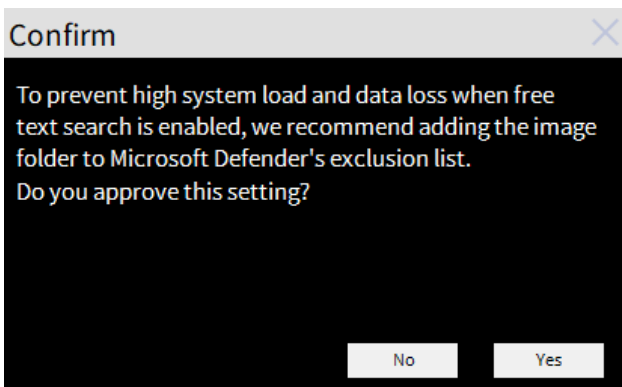 Confirm
To prevent high system load and data loss when free
text search is enabled, we recommend adding the image
folder to Microsoft Defender's exclusion list.
Do you approve this setting?
No
Yes